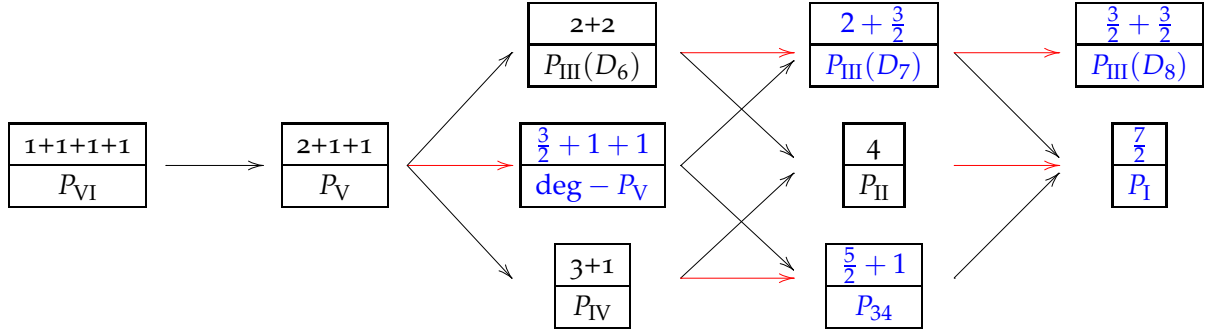 2+2
P_III(D_6)
2 + 3/2
P_III(D_7)
3/2 + 3/2
P_III(D_8)
1+1+1+1
P_VI
2+1+1
P_V
3/2 + 1 + 1
deg − P_V
4
P_II
7/2
P_I
3+1
P_IV
5/2 + 1
P_34